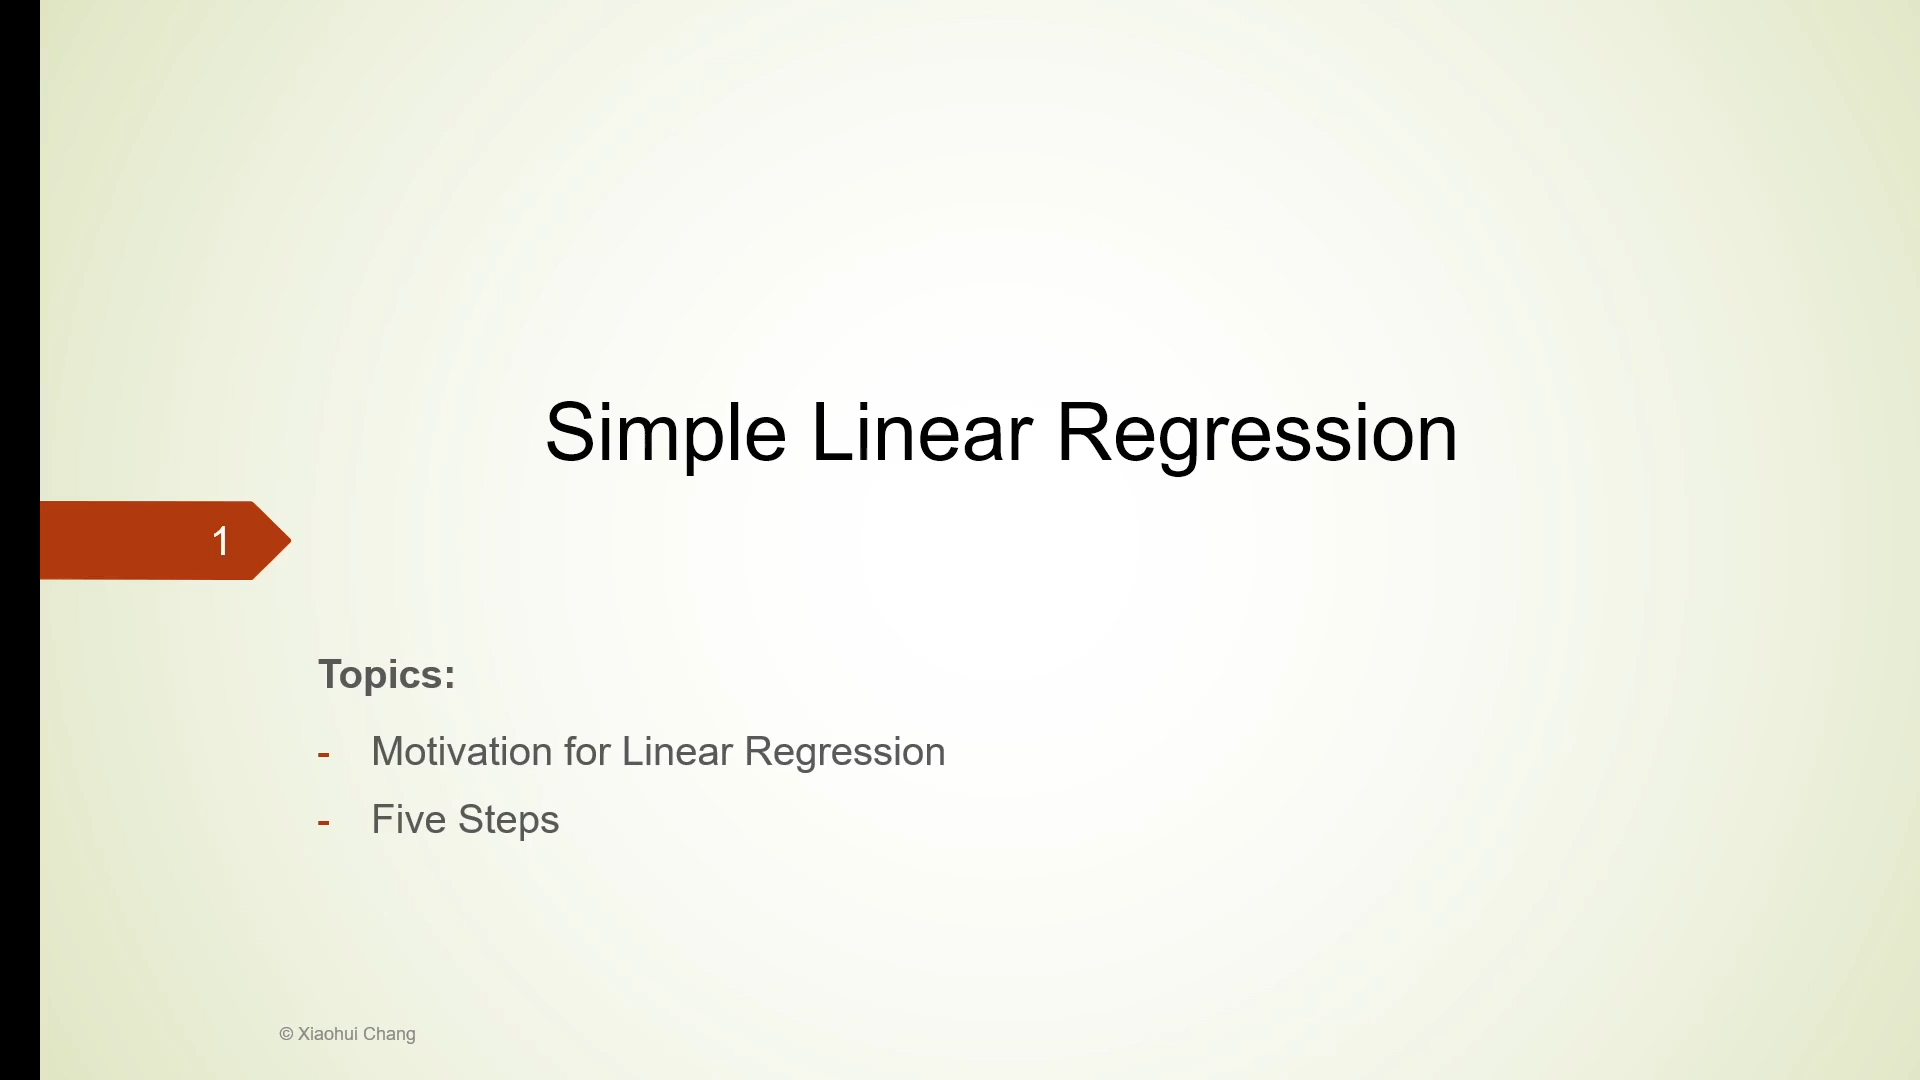 Simple Linear Regression
1
Topics:
- Motivation for Linear Regression
- Five Steps
© Xiaohui Chang